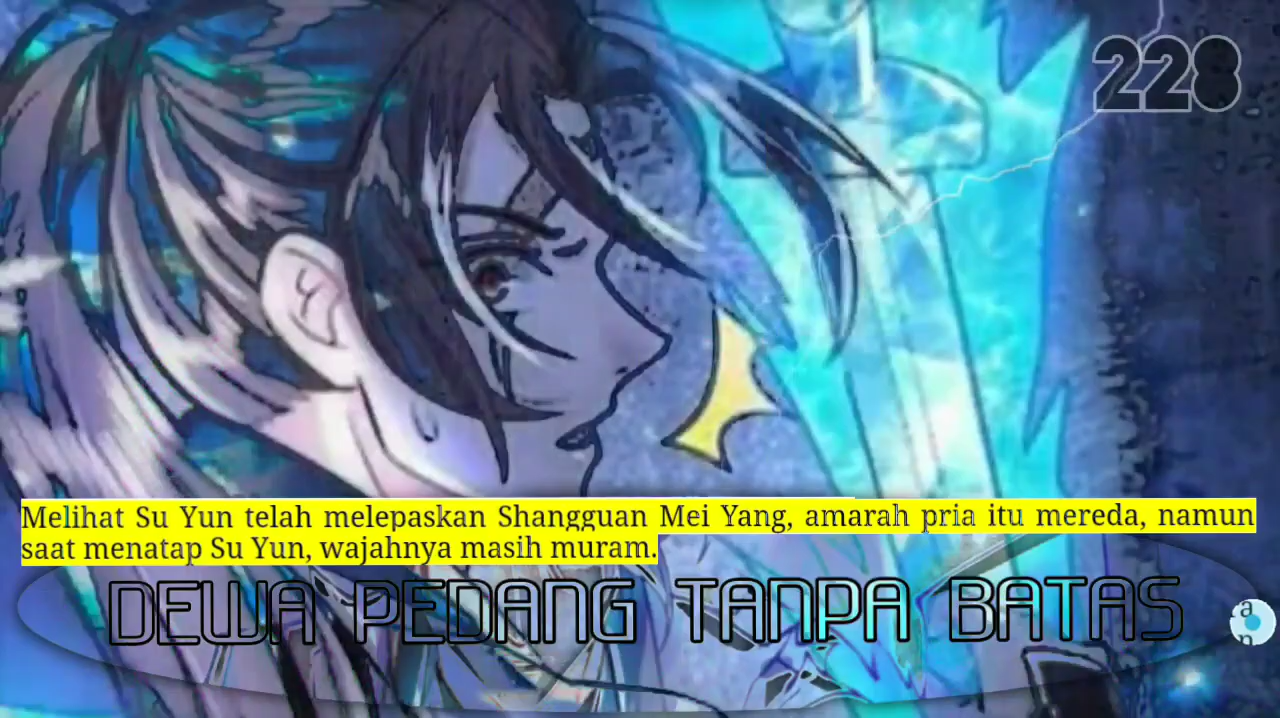 228
Melihat Su Yun telah melepaskan Shangguan Mei Yang, amarah pria itu mereda, namun
saat menatap Su Yun, wajahnya masih muram.
DEWA PEDANG TANPA BATAS
a